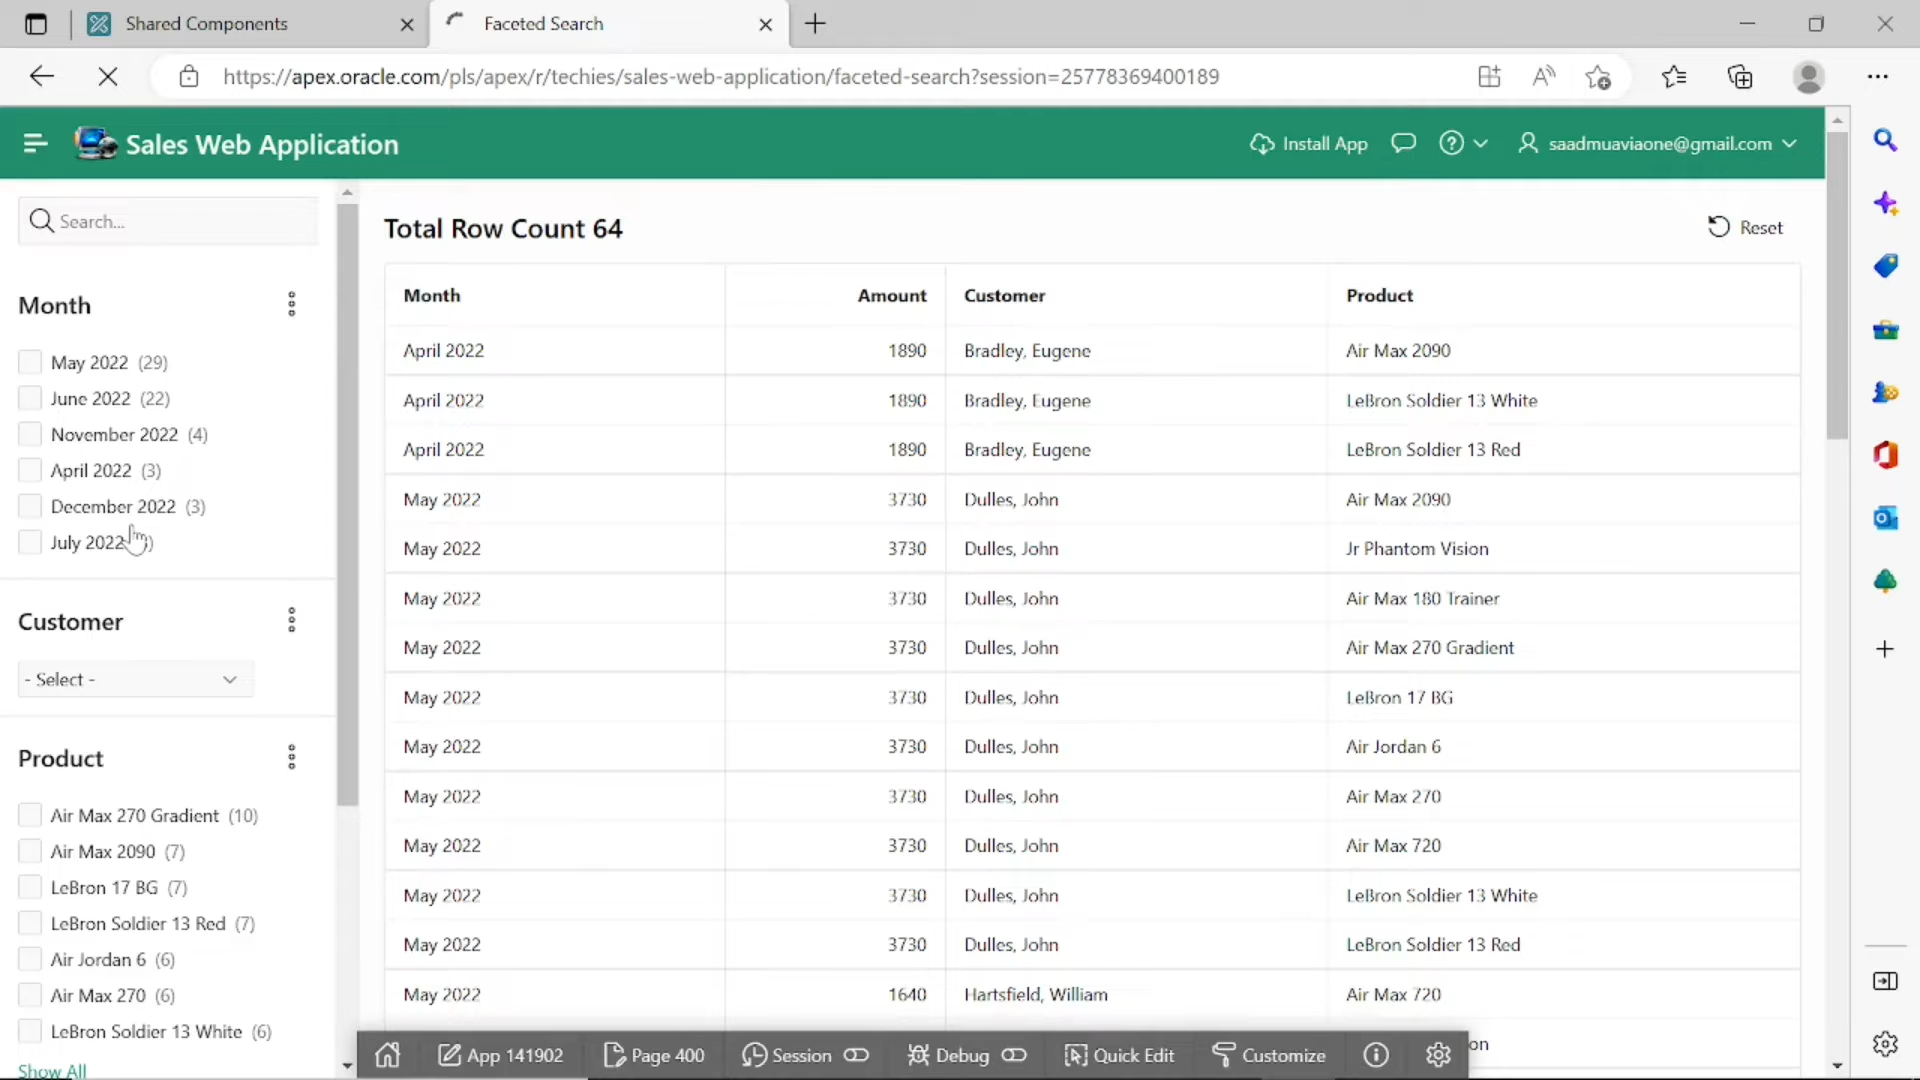 Shared Components
Faceted Search
https://apex.oracle.com/pls/apex/r/techies/sales-web-application/faceted-search?session=25778369400189
Sales Web Application
Install App
saadmuaviaone@gmail.com
Search...
Total Row Count 64
Reset
Month
May 2022 (29)
June 2022 (22)
November 2022 (4)
April 2022 (3)
December 2022 (3)
July 2022
Customer
- Select -
Product
Air Max 270 Gradient (10)
Air Max 2090 (7)
LeBron 17 BG (7)
LeBron Soldier 13 Red (7)
Air Jordan 6 (6)
Air Max 270 (6)
LeBron Soldier 13 White (6)
Show All
Month Amount Customer Product
April 2022 1890 Bradley, Eugene Air Max 2090
April 2022 1890 Bradley, Eugene LeBron Soldier 13 White
April 2022 1890 Bradley, Eugene LeBron Soldier 13 Red
May 2022 3730 Dulles, John Air Max 2090
May 2022 3730 Dulles, John Jr Phantom Vision
May 2022 3730 Dulles, John Air Max 180 Trainer
May 2022 3730 Dulles, John Air Max 270 Gradient
May 2022 3730 Dulles, John LeBron 17 BG
May 2022 3730 Dulles, John Air Jordan 6
May 2022 3730 Dulles, John Air Max 270
May 2022 3730 Dulles, John Air Max 720
May 2022 3730 Dulles, John LeBron Soldier 13 White
May 2022 3730 Dulles, John LeBron Soldier 13 Red
May 2022 1640 Hartsfield, William Air Max 720
App 141902
Page 400
Session
Debug
Quick Edit
Customize